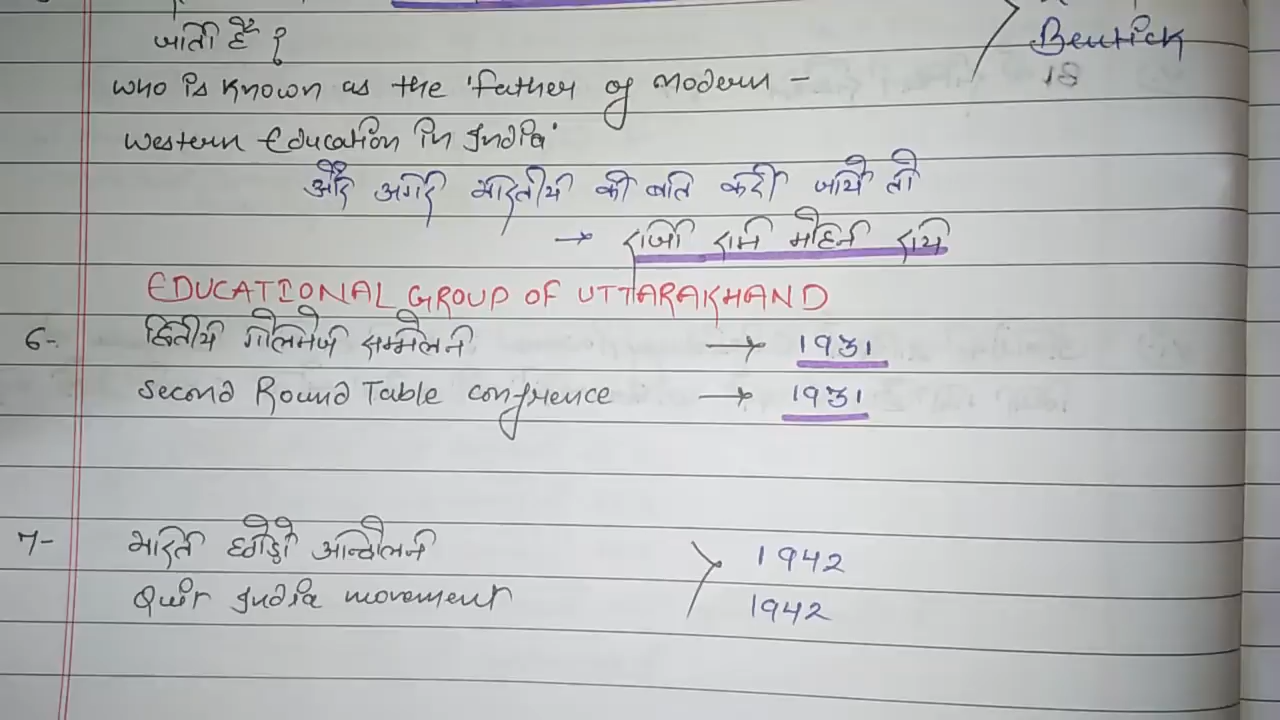 जाती है ?
Bentick
18
who is known as the 'father of modern -
western Education in India'
और अगर भारतीय की बात करी जाये तो
→ राजा राम मोहन राय
EDUCATIONAL GROUP OF UTTARAKHAND
6-. द्वितीय गोलमेज सम्मेलन → 1931
second Round Table confrence → 1931
7- भारत छोड़ो आन्दोलन 1942
Quit India movement 1942